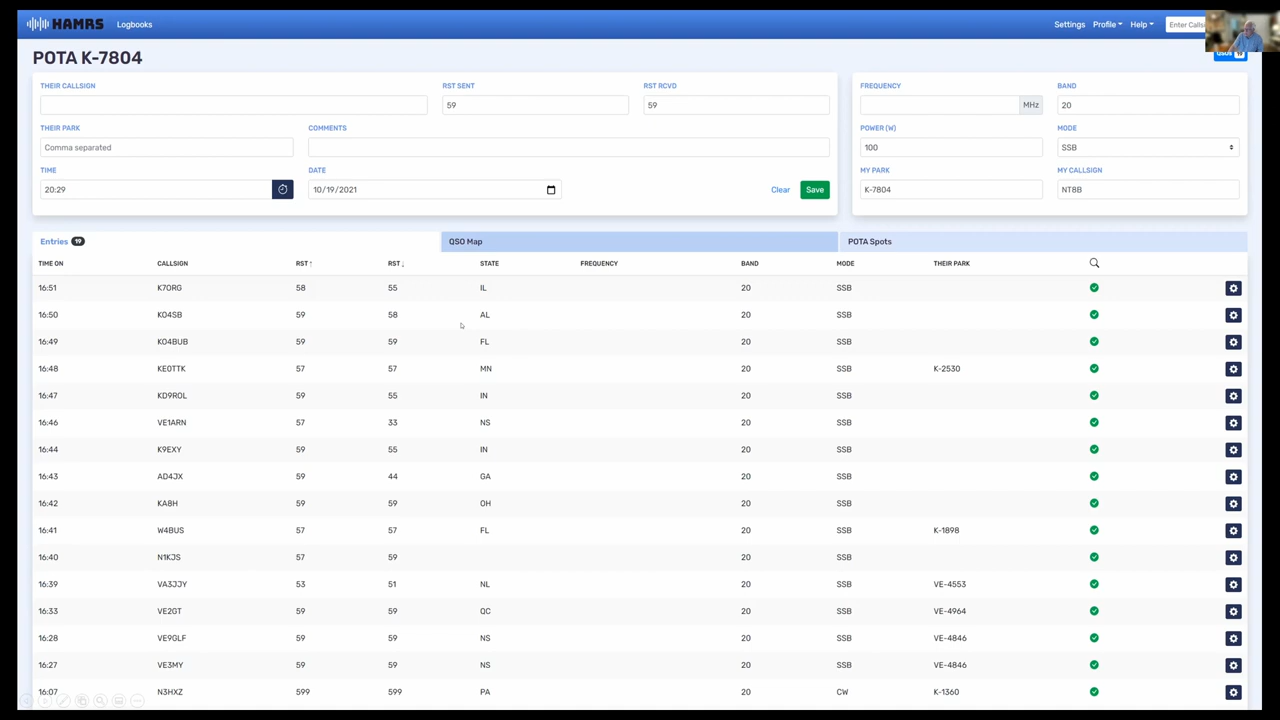 HAMRS Logbooks Settings Profile Help Enter Calls
POTA K-7804 QSOs
THEIR CALLSIGN RST SENT RST RCVD FREQUENCY BAND
59 59 MHz 20
THEIR PARK COMMENTS POWER (W) MODE
Comma separated 100 SSB
TIME DATE MY PARK MY CALLSIGN
20:29 10/19/2021 Clear Save K-7804 NT8B
Entries 19 QSO Map POTA Spots
TIME ON CALLSIGN RST↑ RST↓ STATE FREQUENCY BAND MODE THEIR PARK
16:51 K7ORG 58 55 IL 20 SSB
16:50 KO4SB 59 58 AL 20 SSB
16:49 KO4BUB 59 59 FL 20 SSB
16:48 KE0TTK 57 57 MN 20 SSB K-2530
16:47 KD9ROL 59 55 IN 20 SSB
16:46 VE1ARN 57 33 NS 20 SSB
16:44 K9EXY 59 55 IN 20 SSB
16:43 AD4JX 59 44 GA 20 SSB
16:42 KA8H 59 59 OH 20 SSB
16:41 W4BUS 57 57 FL 20 SSB K-1898
16:40 N1KJS 57 59 20 SSB
16:39 VA3JJY 53 51 NL 20 SSB VE-4553
16:33 VE2GT 59 59 QC 20 SSB VE-4964
16:28 VE9GLF 59 59 NS 20 SSB VE-4846
16:27 VE3MY 59 59 NS 20 SSB VE-4846
16:07 N3HXZ 599 599 PA 20 CW K-1360